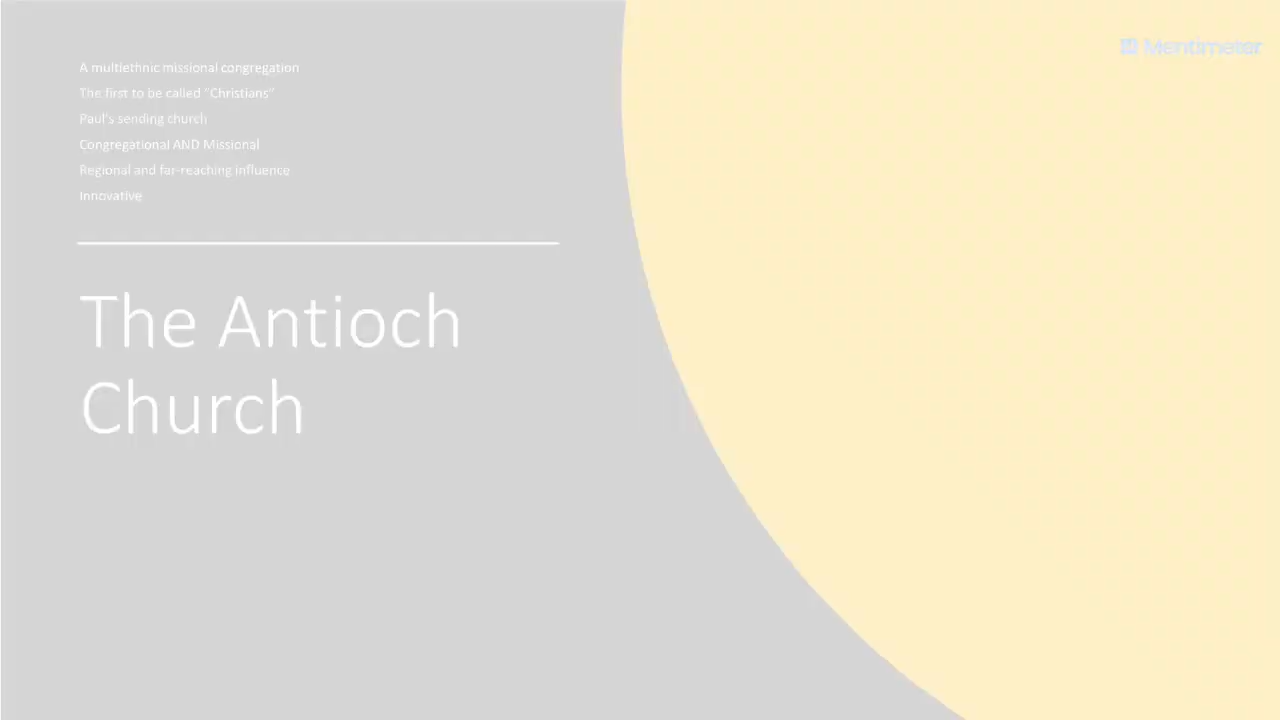 Mentimeter
A multiethnic missional congregation
The first to be called "Christians"
Paul's sending church
Congregational AND Missional
Regional and far-reaching influence
Innovative
The Antioch
Church